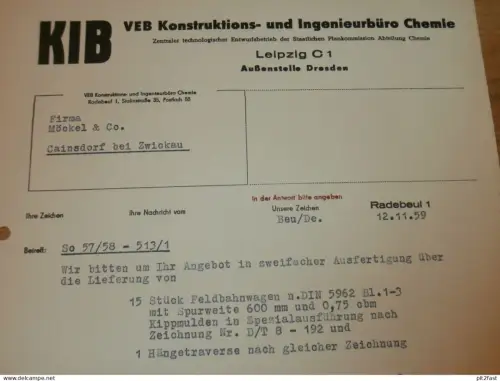 KIB
VEB Konstruktions- und Ingenieurbüro Chemie
Zentraler technologischer Entwurfsbetrieb der Staatlichen Plankommission Abteilung Chemie
Leipzig C 1
Außenstelle Dresden
VEB Konstruktions- und Ingenieurbüro Chemie
Radebeul 1, 20, Postfach 20
Firma
Möckel & Co.
Cainsdorf bei Zwickau
In der Antwort bitte angeben
Ihre Zeichen Ihre Nachricht vom Unsere Zeichen Radebeul 1
Bau/De. 12.11.59
Betreff: So 57/58 - 513/1
Wir bitten um Ihr Angebot in zweifacher Ausfertigung über
die Lieferung von
15 Stück Feldbahnwagen n.DIN 5962 Bl.1-3
mit Spurweite 600 mm und 0,75 cbm
Kippmulden in Spezialausführung nach
Zeichnung Nr. D/T 8 - 192 und
1 Hängetraverse nach gleicher Zeichnung